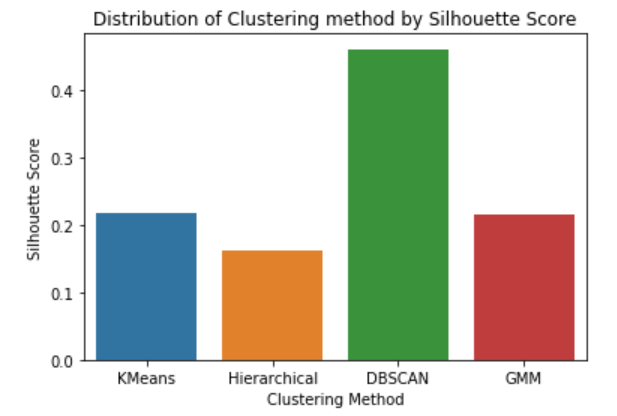 Distribution of Clustering method by Silhouette Score
Silhouette Score
0.4
0.3
0.2
0.1
0.0
KMeans Hierarchical DBSCAN GMM
Clustering Method